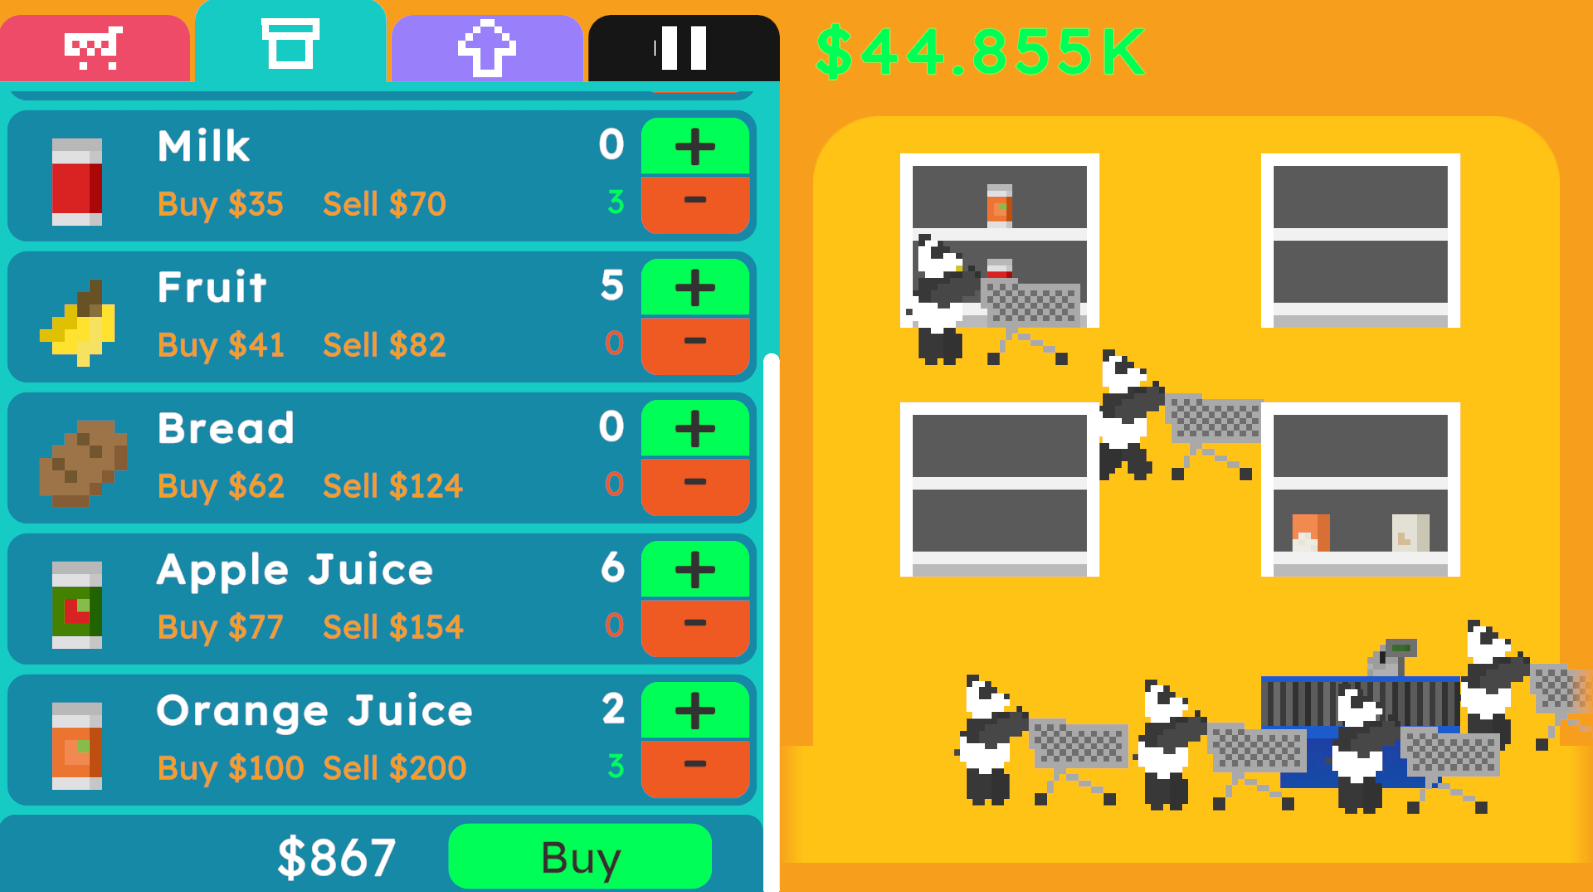 $44.855K
Milk 0
Buy $35 Sell $70 3
+
-
Fruit 5
Buy $41 Sell $82 0
+
-
Bread 0
Buy $62 Sell $124 0
+
-
Apple Juice 6
Buy $77 Sell $154 0
+
-
Orange Juice 2
Buy $100 Sell $200 3
+
-
$867 Buy